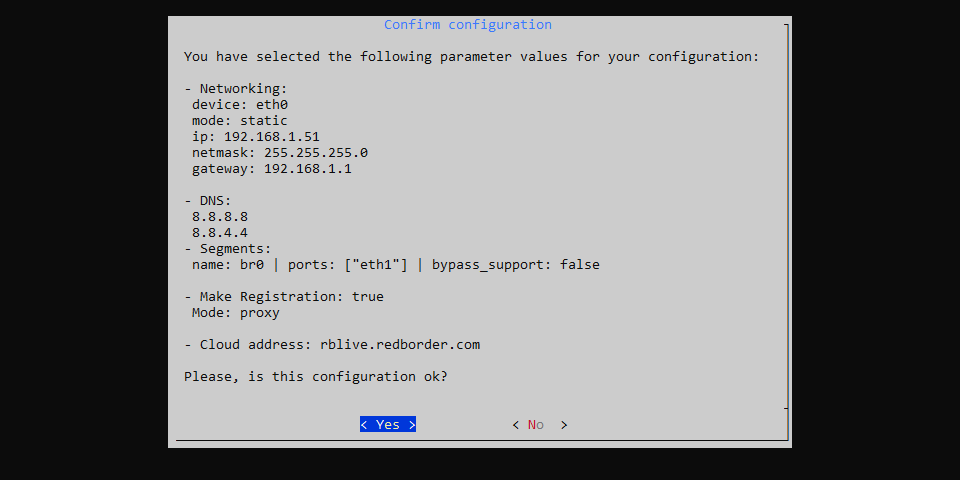 Confirm configuration
You have selected the following parameter values for your configuration:
- Networking:
device: eth0
mode: static
ip: 192.168.1.51
netmask: 255.255.255.0
gateway: 192.168.1.1
- DNS:
8.8.8.8
8.8.4.4
- Segments:
name: br0 | ports: ["eth1"] | bypass_support: false
- Make Registration: true
Mode: proxy
- Cloud address: rblive.redborder.com
Please, is this configuration ok?
< Yes > < No >